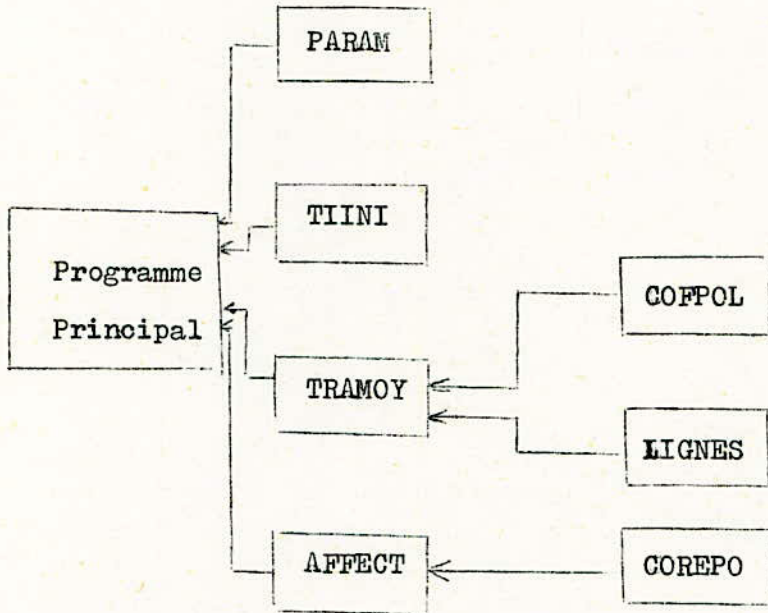 PARAM
TIINI
Programme
Principal
COFPOL
TRAMOY
LIGNES
AFFECT
COREPO